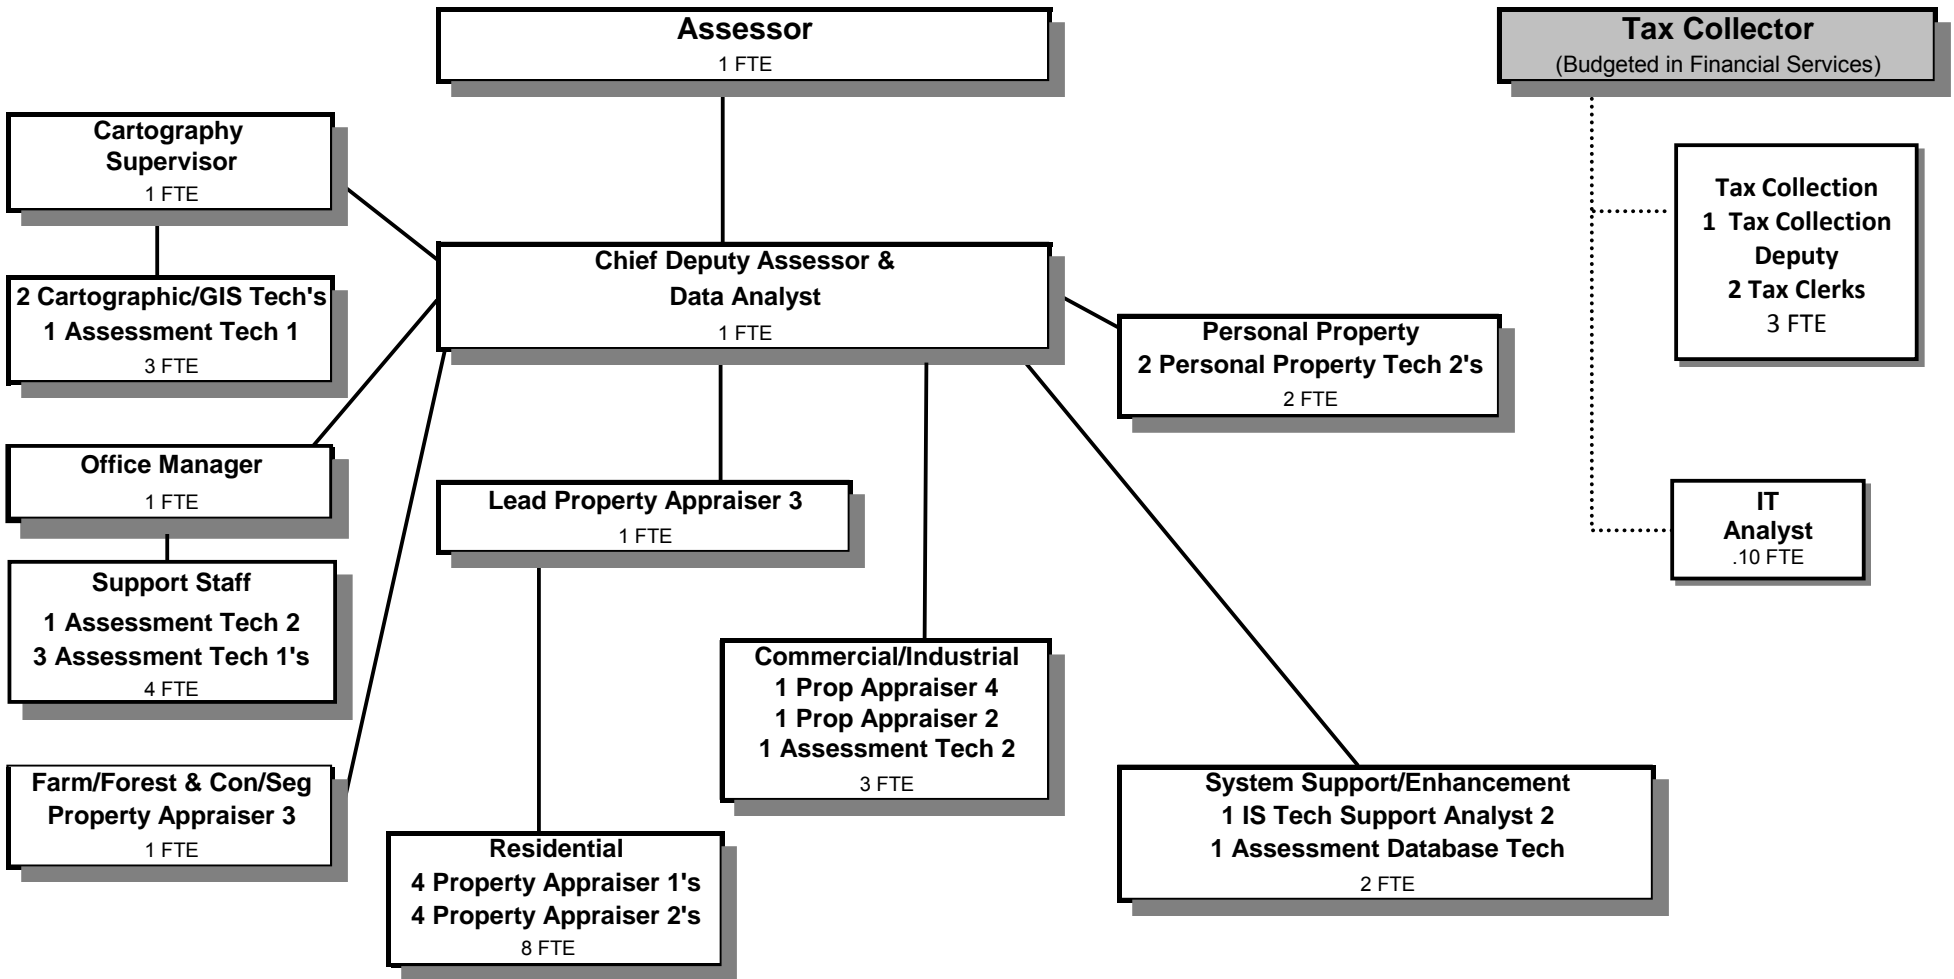 Assessor
1 FTE
Tax Collector
(Budgeted in Financial Services)
Cartography
Supervisor
1 FTE
Tax Collection
1 Tax Collection
Deputy
2 Tax Clerks
3 FTE
Chief Deputy Assessor &
Data Analyst
1 FTE
2 Cartographic/GIS Tech's
1 Assessment Tech 1
3 FTE
Personal Property
2 Personal Property Tech 2's
2 FTE
Office Manager
1 FTE
Lead Property Appraiser 3
1 FTE
IT
Analyst
.10 FTE
Support Staff
1 Assessment Tech 2
3 Assessment Tech 1's
4 FTE
Commercial/Industrial
1 Prop Appraiser 4
1 Prop Appraiser 2
1 Assessment Tech 2
3 FTE
Farm/Forest & Con/Seg
Property Appraiser 3
1 FTE
System Support/Enhancement
1 IS Tech Support Analyst 2
1 Assessment Database Tech
2 FTE
Residential
4 Property Appraiser 1's
4 Property Appraiser 2's
8 FTE